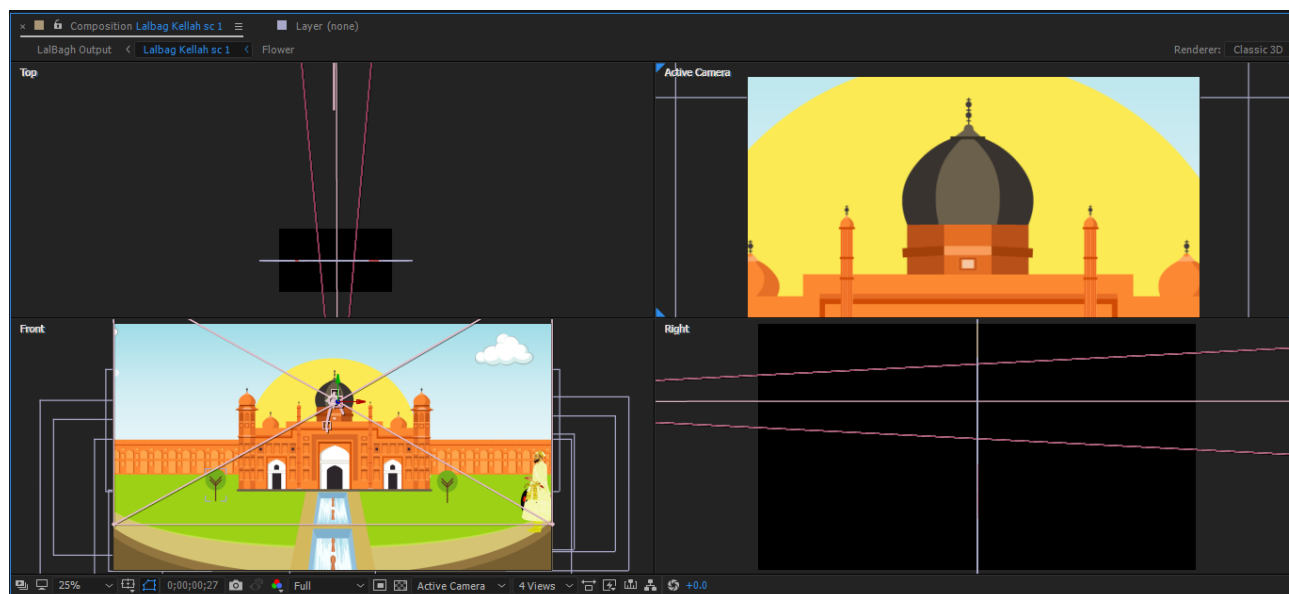 Composition Lalbag Kellah sc 1 Layer (none)
LalBagh Output Lalbag Kellah sc 1 Flower Renderer: Classic 3D
Top Active Camera
Front Right
25% 0;00;00;27 Full Active Camera 4 Views +0.0